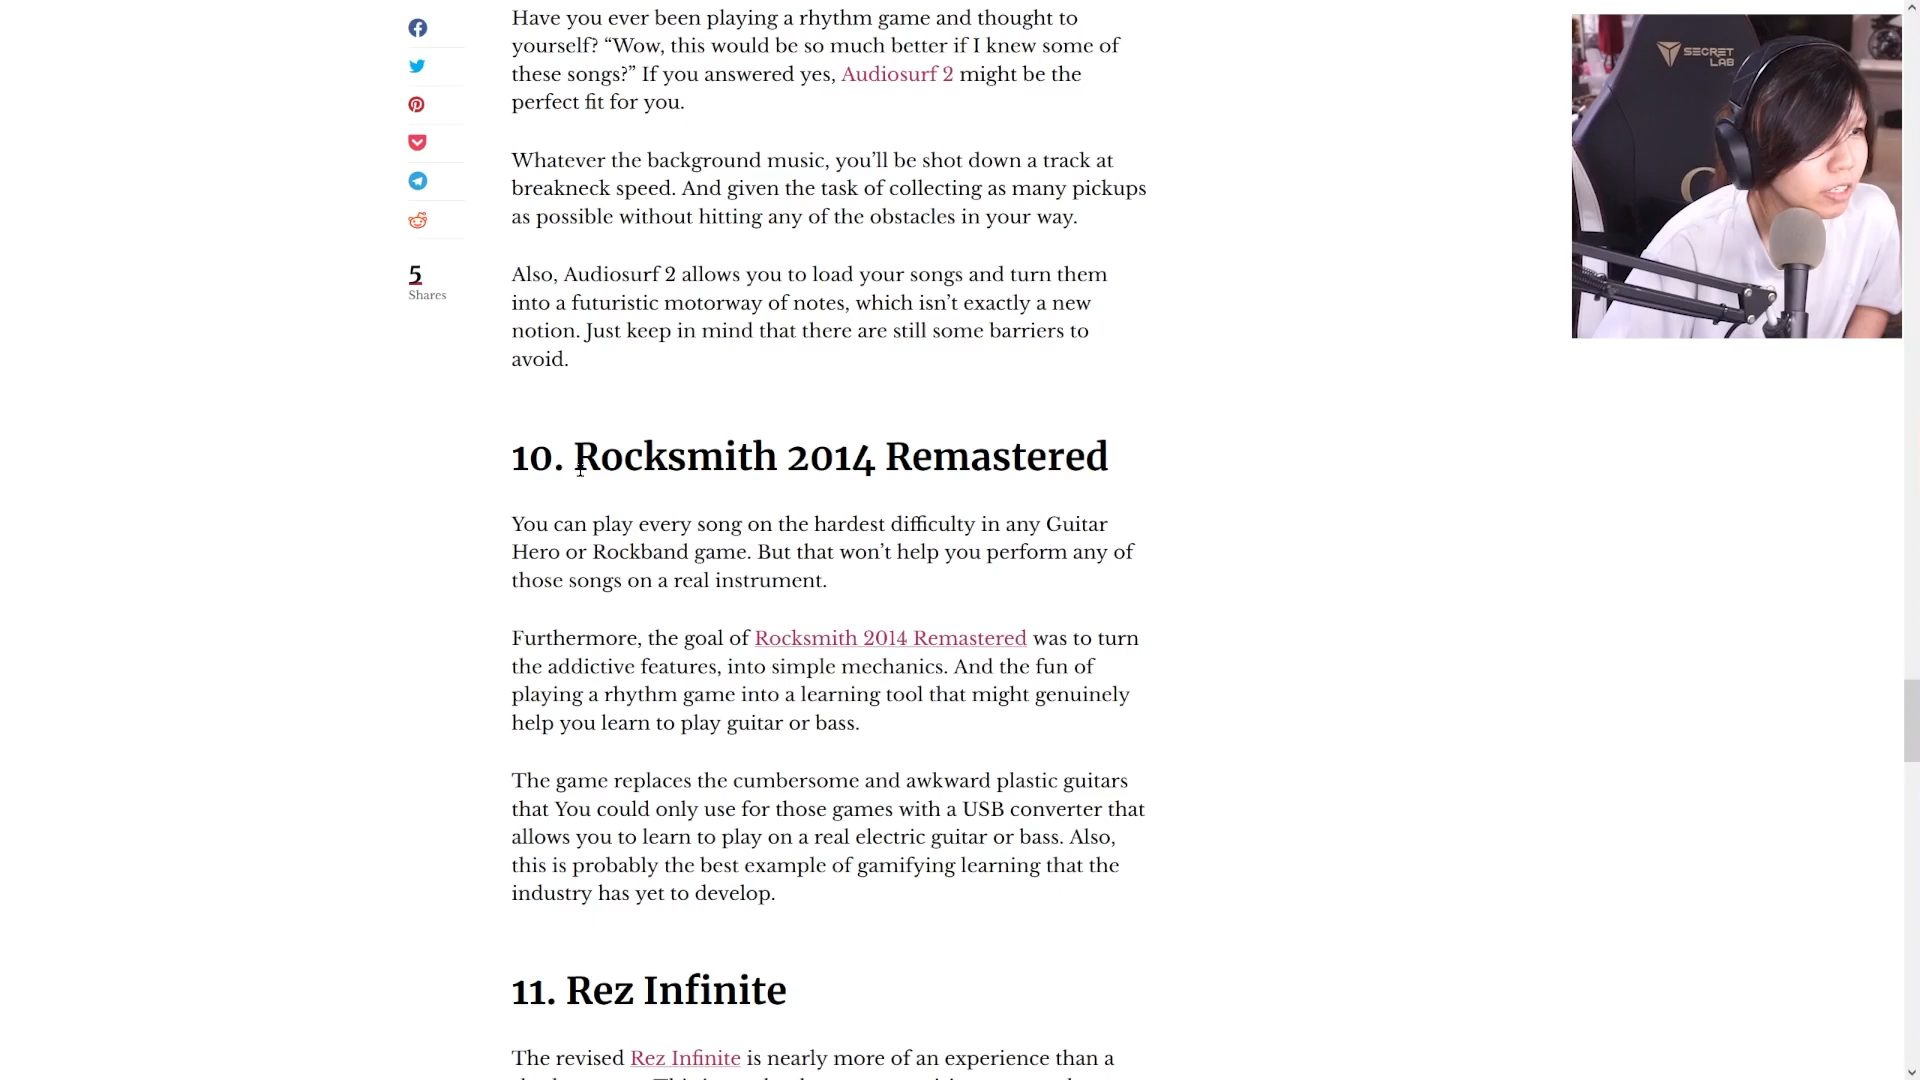 Have you ever been playing a rhythm game and thought to
yourself? “Wow, this would be so much better if I knew some of
these songs?” If you answered yes, Audiosurf 2 might be the
perfect fit for you.
Whatever the background music, you’ll be shot down a track at
breakneck speed. And given the task of collecting as many pickups
as possible without hitting any of the obstacles in your way.
Also, Audiosurf 2 allows you to load your songs and turn them
into a futuristic motorway of notes, which isn’t exactly a new
notion. Just keep in mind that there are still some barriers to
avoid.
5
Shares
10. Rocksmith 2014 Remastered
You can play every song on the hardest difficulty in any Guitar
Hero or Rockband game. But that won’t help you perform any of
those songs on a real instrument.
Furthermore, the goal of Rocksmith 2014 Remastered was to turn
the addictive features, into simple mechanics. And the fun of
playing a rhythm game into a learning tool that might genuinely
help you learn to play guitar or bass.
The game replaces the cumbersome and awkward plastic guitars
that You could only use for those games with a USB converter that
allows you to learn to play on a real electric guitar or bass. Also,
this is probably the best example of gamifying learning that the
industry has yet to develop.
11. Rez Infinite
The revised Rez Infinite is nearly more of an experience than a
SECRET
LAB